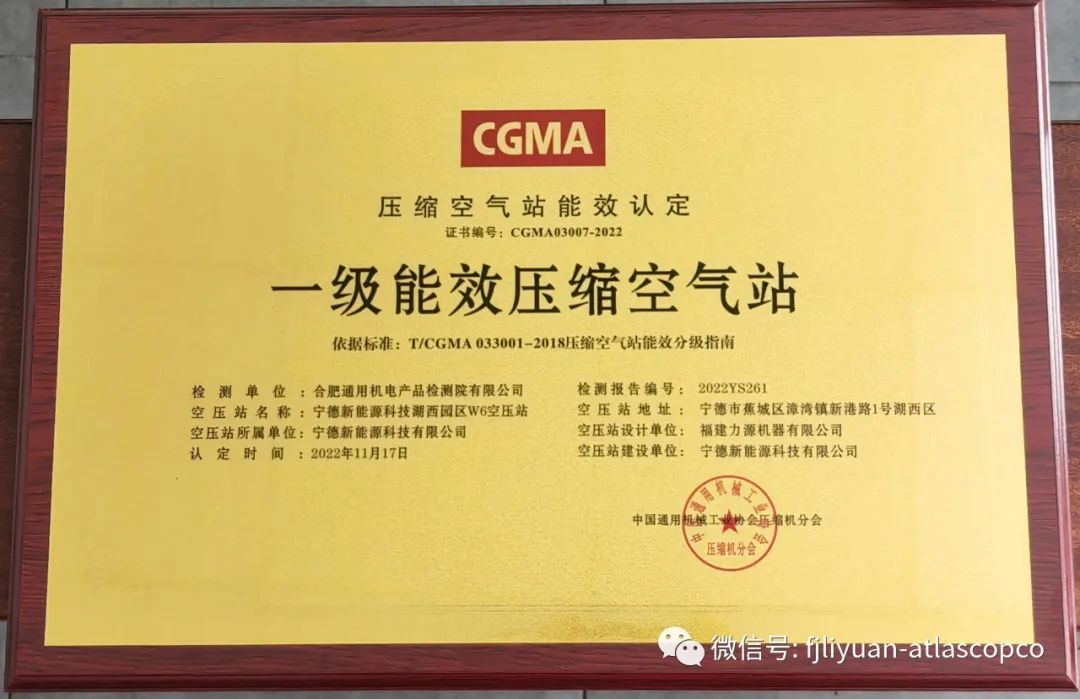 CGMA
压缩空气站能效认定
证书编号：CGMA03007-2022
一级能效压缩空气站
依据标准：T/CGMA 033001-2018压缩空气站能效分级指南
检测单位：合肥通用机电产品检测院有限公司
空压站名称：宁德新能源科技湖西园区W6空压站
空压站所属单位：宁德新能源科技有限公司
认定时间：2022年11月17日
检测报告编号：2022YS261
空压站地址：宁德市蕉城区漳湾镇新港路1号湖西区
空压站设计单位：福建力源机器有限公司
空压站建设单位：宁德新能源科技有限公司
中国通用机械工业协会压缩机分会
中国通用机械工业协会
压缩机分会
微信号: fjliyuan-atlascopco